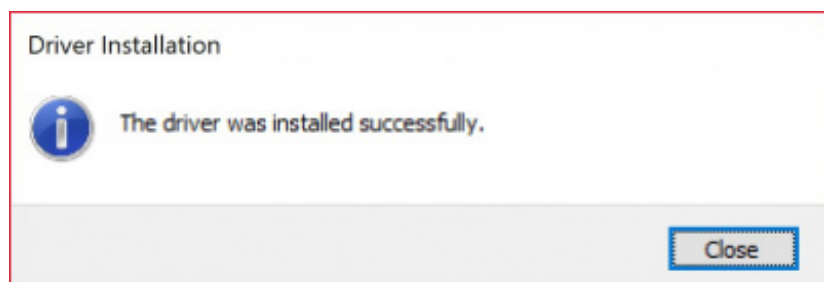 Driver Installation
The driver was installed successfully.
Close